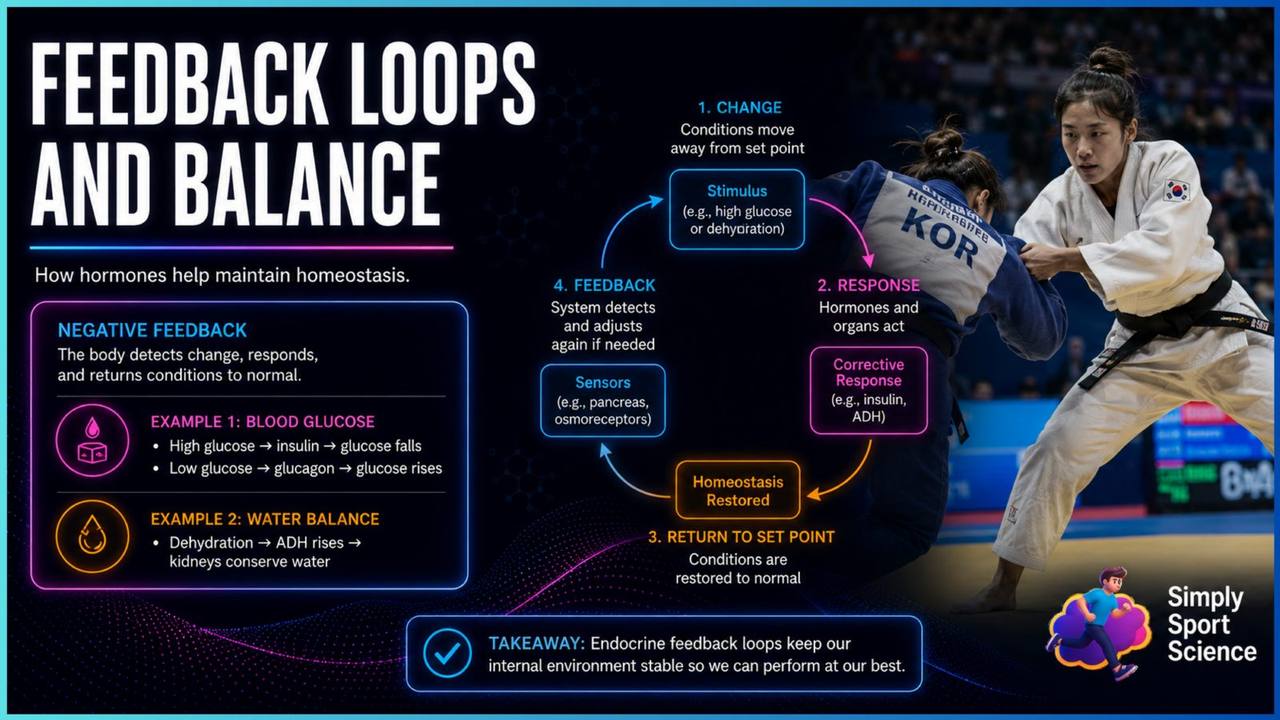 FEEDBACK LOOPS
AND BALANCE
How hormones help maintain homeostasis.
NEGATIVE FEEDBACK
The body detects change, responds,
and returns conditions to normal.
EXAMPLE 1: BLOOD GLUCOSE
• High glucose → insulin → glucose falls
• Low glucose → glucagon → glucose rises
EXAMPLE 2: WATER BALANCE
• Dehydration → ADH rises →
kidneys conserve water
1. CHANGE
Conditions move
away from set point
Stimulus
(e.g., high glucose
or dehydration)
2. RESPONSE
Hormones and
organs act
Corrective
Response
(e.g., insulin,
ADH)
Homeostasis
Restored
3. RETURN TO SET POINT
Conditions are
restored to normal
4. FEEDBACK
System detects
and adjusts
again if needed
Sensors
(e.g., pancreas,
osmoreceptors)
KOR
TAKEAWAY: Endocrine feedback loops keep our
internal environment stable so we can perform at our best.
Simply
Sport
Science